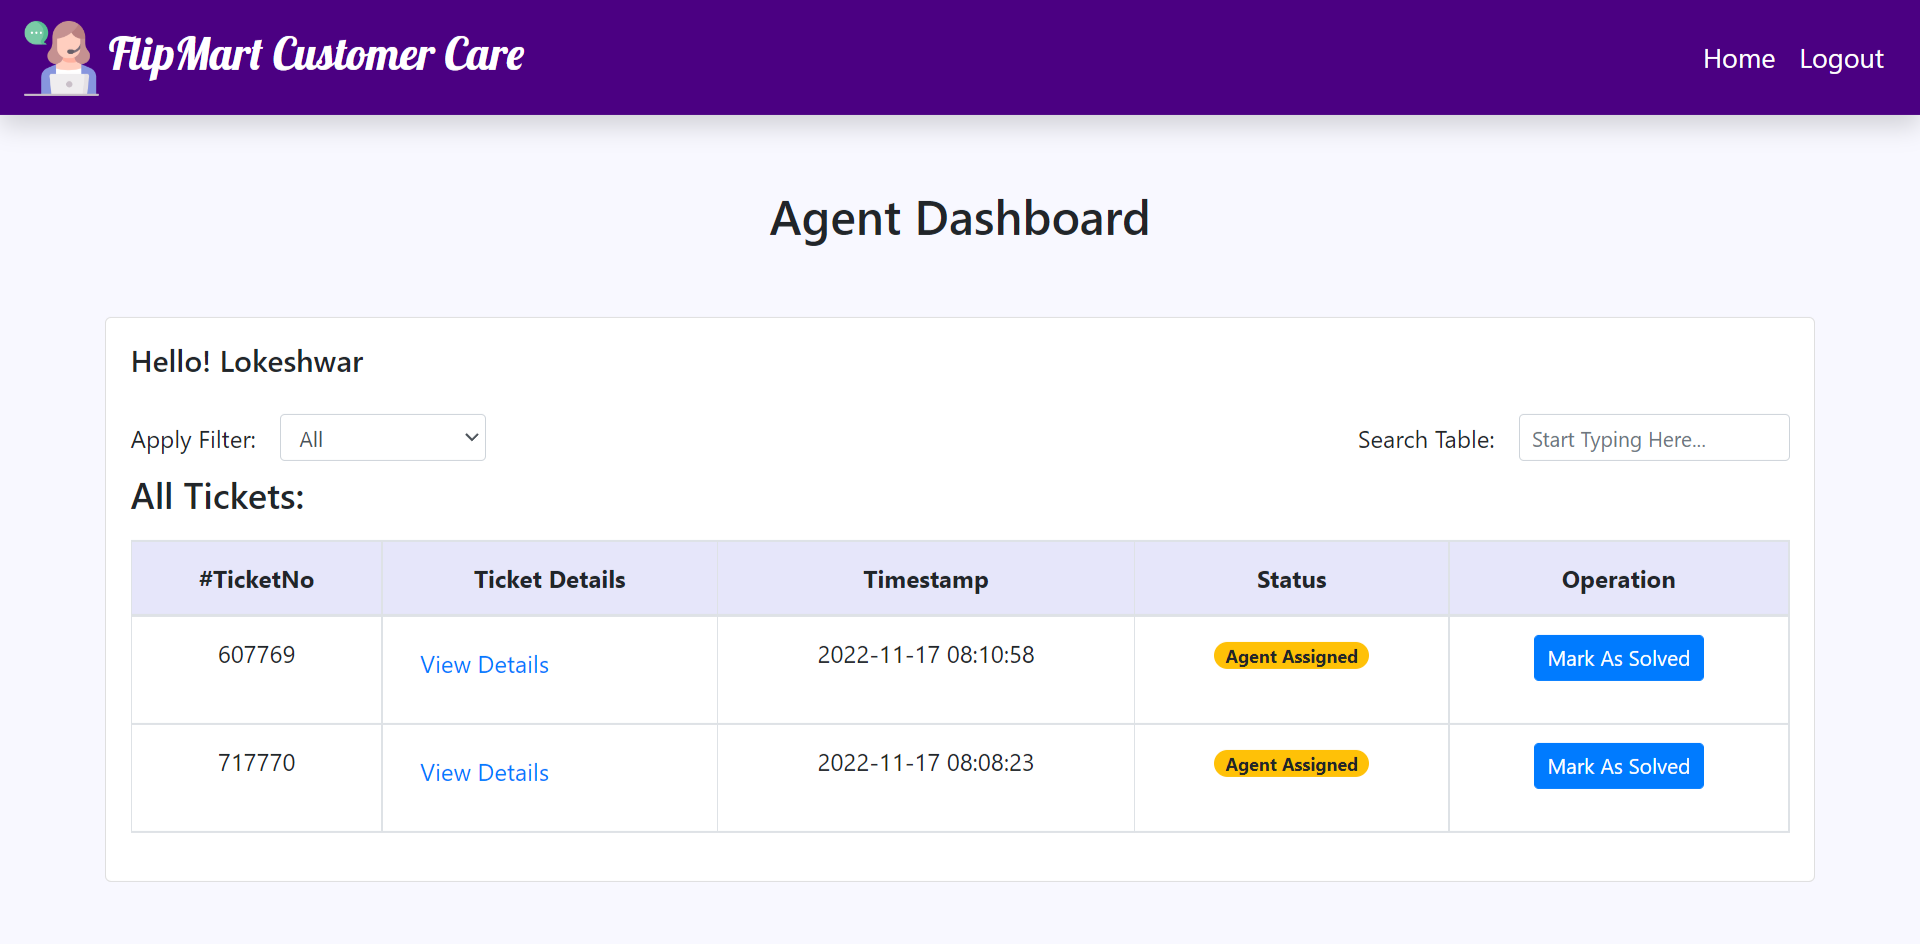 FlipMart Customer Care
Home Logout
Agent Dashboard
Hello! Lokeshwar
Apply Filter: All Search Table: Start Typing Here...
All Tickets:
#TicketNo Ticket Details Timestamp Status Operation
607769 View Details 2022-11-17 08:10:58 Agent Assigned Mark As Solved
717770 View Details 2022-11-17 08:08:23 Agent Assigned Mark As Solved